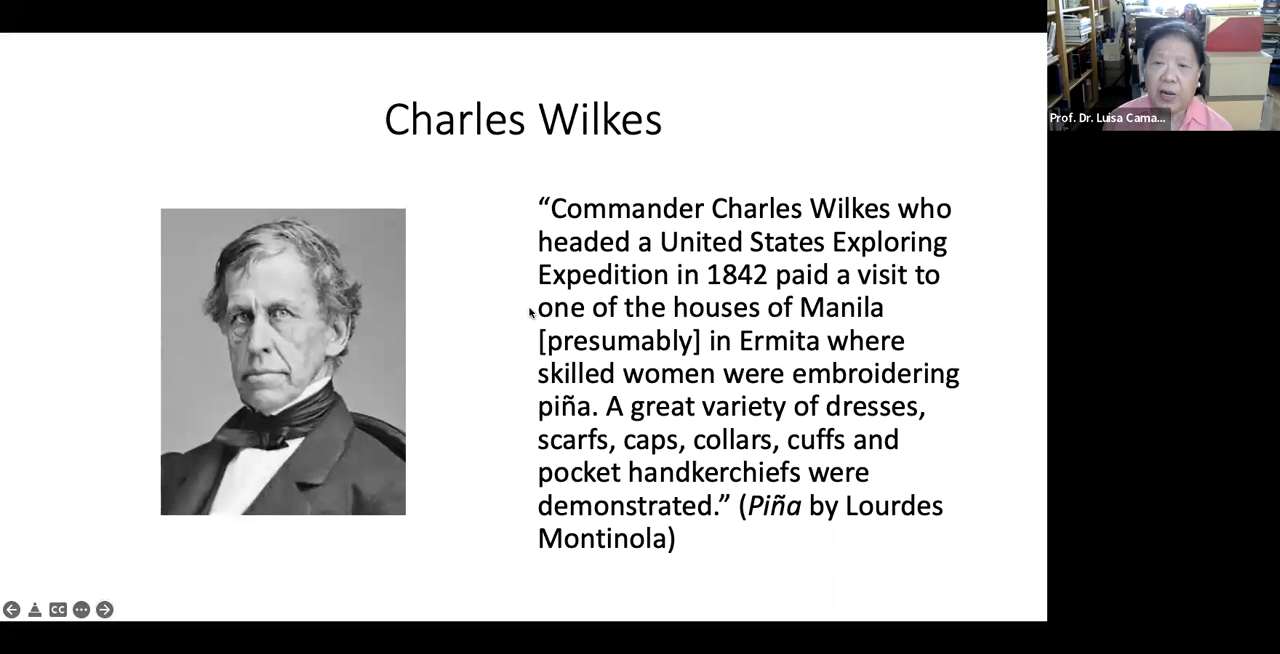 Charles Wilkes
“Commander Charles Wilkes who
headed a United States Exploring
Expedition in 1842 paid a visit to
one of the houses of Manila
[presumably] in Ermita where
skilled women were embroidering
piña. A great variety of dresses,
scarfs, caps, collars, cuffs and
pocket handkerchiefs were
demonstrated.” (Piña by Lourdes
Montinola)
Prof. Dr. Luisa Cama...
CC